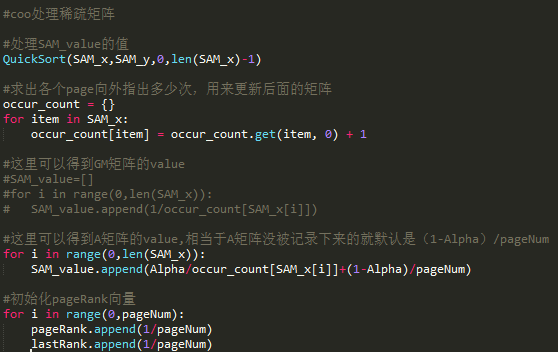 #coo处理稀疏矩阵
#处理SAM_value的值
QuickSort(SAM_x,SAM_y,0,len(SAM_x)-1)
#求出各个page向外指出多少次，用来更新后面的矩阵
occur_count = {}
for item in SAM_x:
    occur_count[item] = occur_count.get(item, 0) + 1
#这里可以得到GM矩阵的value
#SAM_value=[]
#for i in range(0,len(SAM_x)):
#   SAM_value.append(1/occur_count[SAM_x[i]])
#这里可以得到A矩阵的value,相当于A矩阵没被记录下来的就默认是（1-Alpha）/pageNum
for i in range(0,len(SAM_x)):
    SAM_value.append(Alpha/occur_count[SAM_x[i]]+(1-Alpha)/pageNum)
#初始化pageRank向量
for i in range(0,pageNum):
    pageRank.append(1/pageNum)
    lastRank.append(1/pageNum)